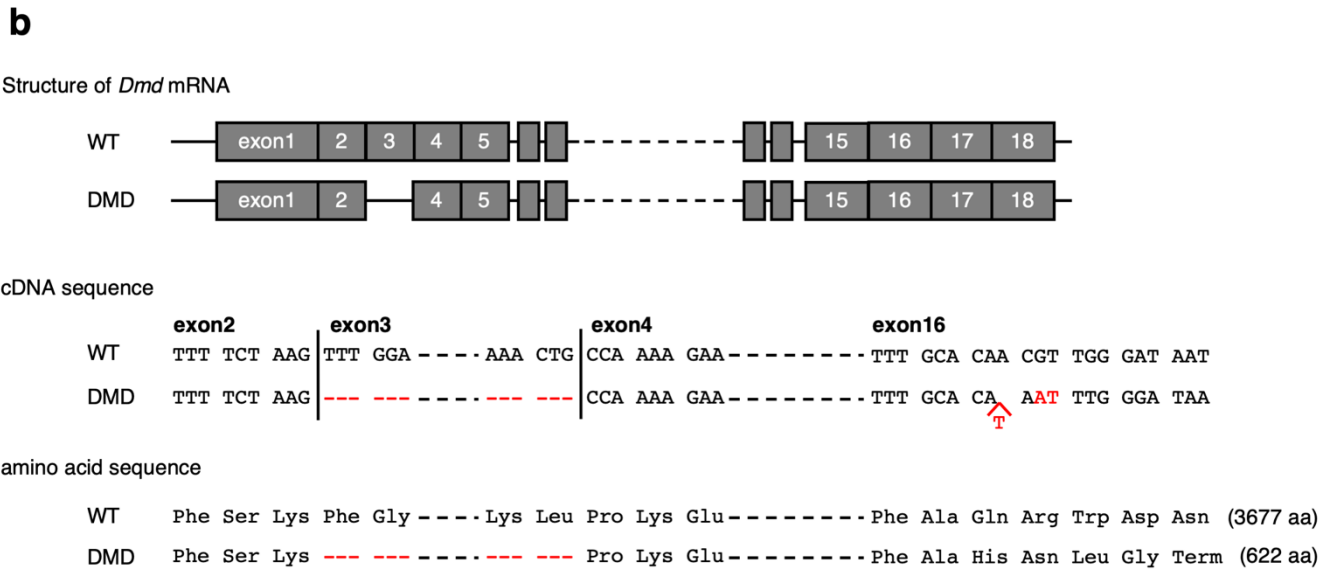 b
Structure of Dmd mRNA
WT exon1 2 3 4 5 15 16 17 18
DMD exon1 2 4 5 15 16 17 18
cDNA sequence
exon2 exon3 exon4 exon16
WT TTT TCT AAG TTT GGA ---- AAA CTG CCA AAA GAA --------- TTT GCA CAA CGT TGG GAT AAT
DMD TTT TCT AAG --- --- ---- --- --- CCA AAA GAA --------- TTT GCA CA AAT TTG GGA TAA
T
amino acid sequence
WT Phe Ser Lys Phe Gly ---- Lys Leu Pro Lys Glu --------- Phe Ala Gln Arg Trp Asp Asn (3677 aa)
DMD Phe Ser Lys --- --- ---- --- --- Pro Lys Glu --------- Phe Ala His Asn Leu Gly Term (622 aa)